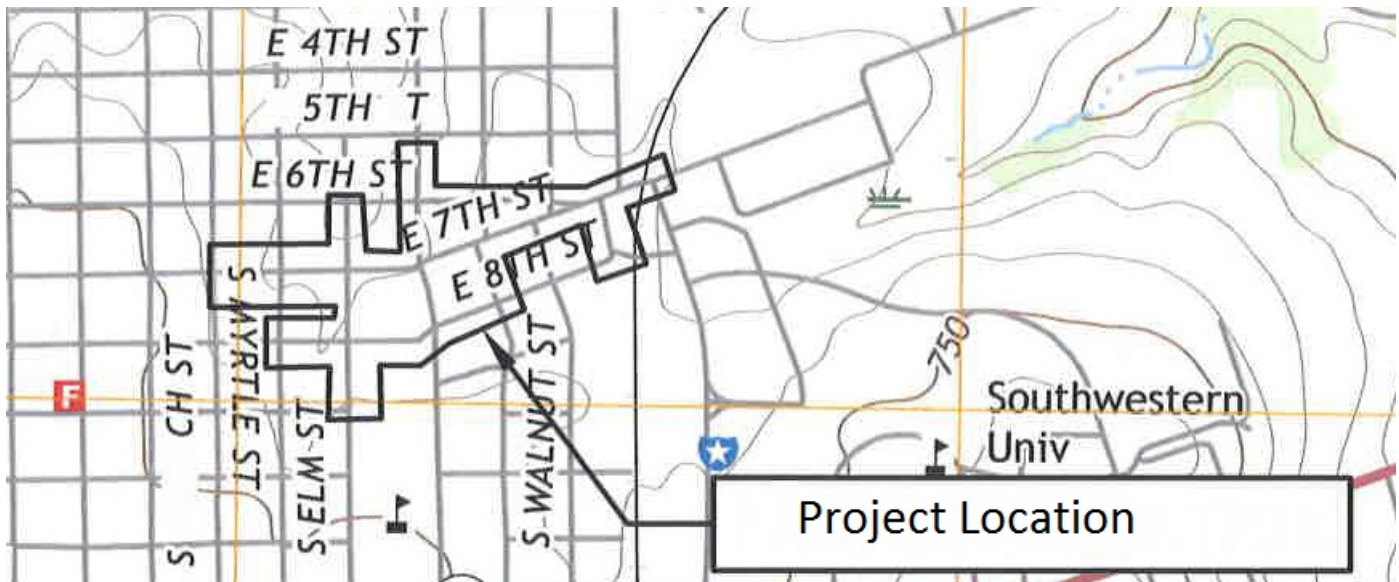 E 4TH ST
5TH T
E 6TH ST
E 7TH ST
E 8TH ST
S MYRTLE ST
CH ST
S
S ELM ST
S WALNUT ST
F
750
Southwestern
Univ
Project Location